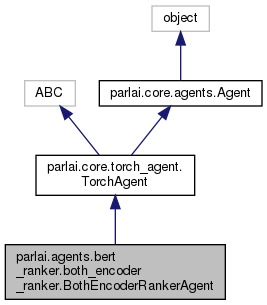 object
ABC
parlai.core.agents.Agent
parlai.core.torch_agent.
TorchAgent
parlai.agents.bert
_ranker.both_encoder
_ranker.BothEncoderRankerAgent